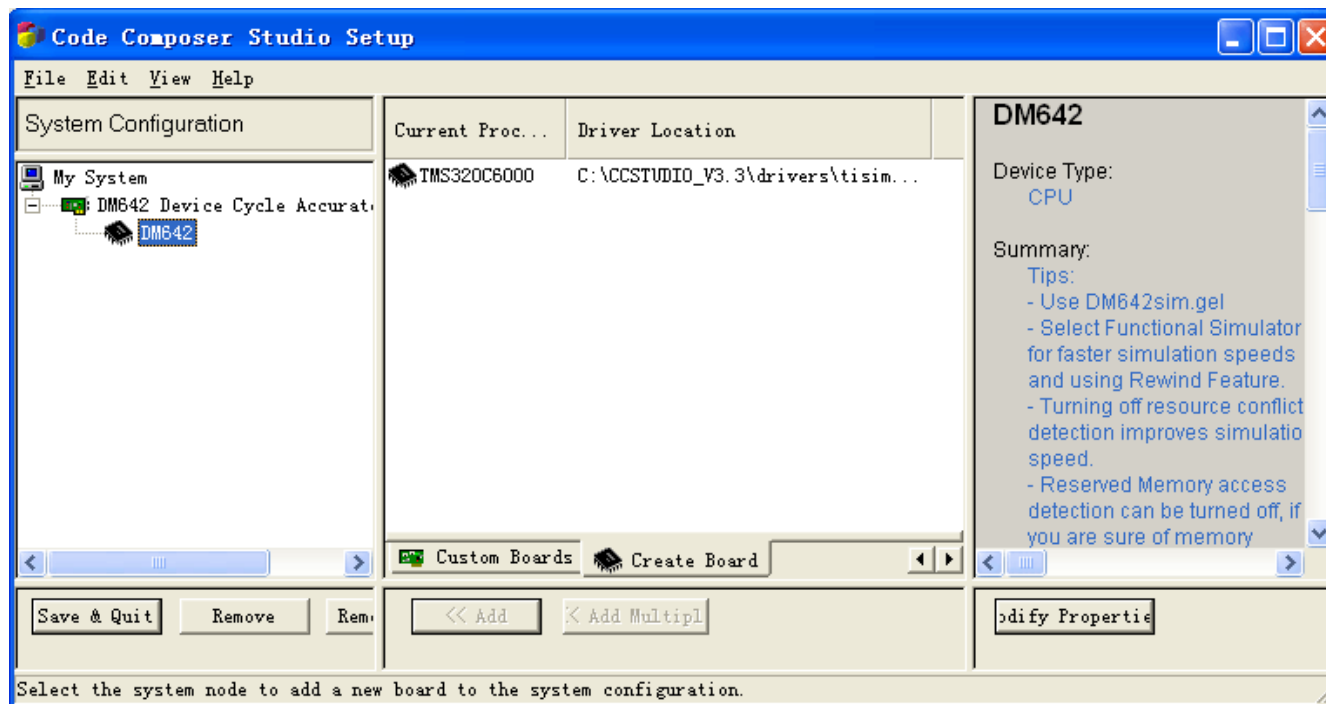 Code Composer Studio Setup
File Edit View Help
System Configuration
My System
DM642 Device Cycle Accurat
DM642
Save & Quit
Remove
Rem
Current Proc...
Driver Location
TMS320C6000
C:\CCSTUDIO_V3.3\drivers\tisim...
Custom Boards
Create Board
<< Add
Add Multipl
DM642
Device Type:
CPU
Summary:
Tips:
- Use DM642sim.gel
- Select Functional Simulator
for faster simulation speeds
and using Rewind Feature.
- Turning off resource conflict
detection improves simulatio
speed.
- Reserved Memory access
detection can be turned off, if
you are sure of memory
odify Propertie
Select the system node to add a new board to the system configuration.